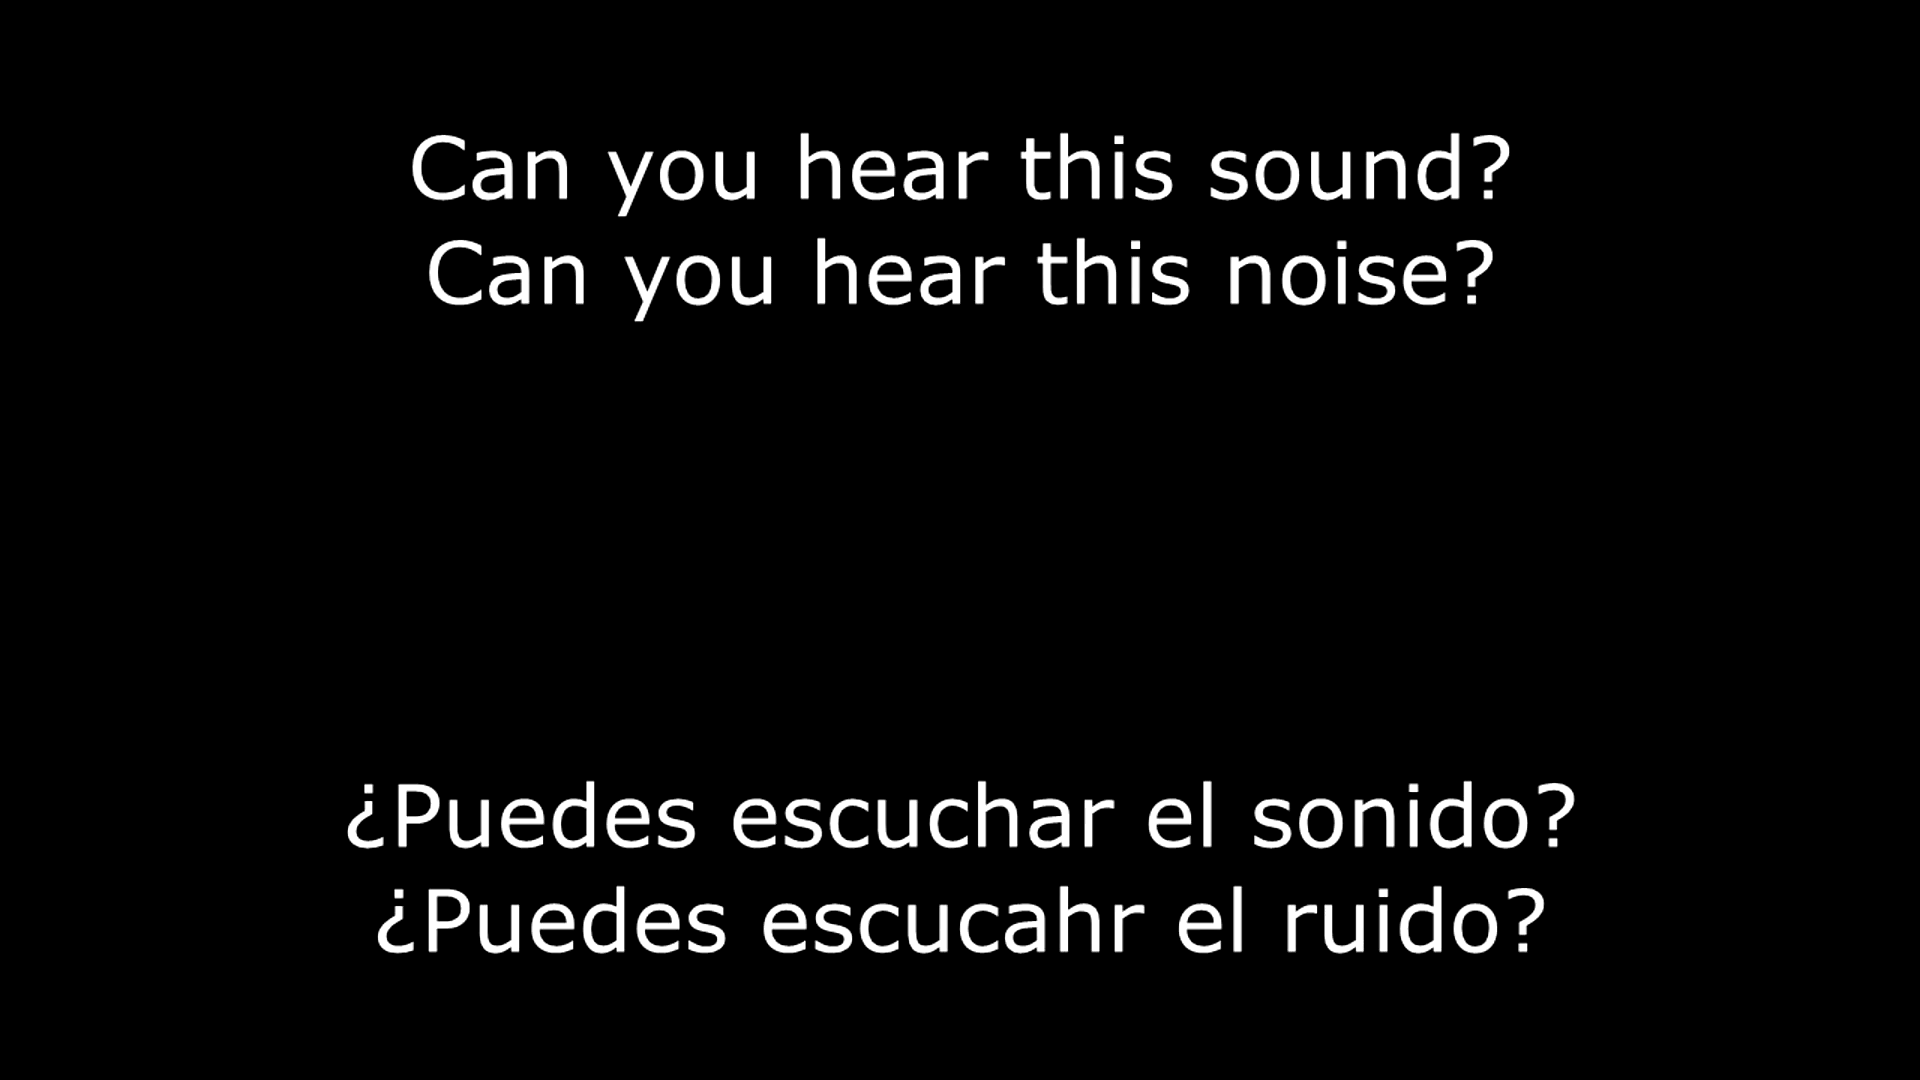 Can you hear this sound?
Can you hear this noise?
¿Puedes escuchar el sonido?
¿Puedes escucahr el ruido?